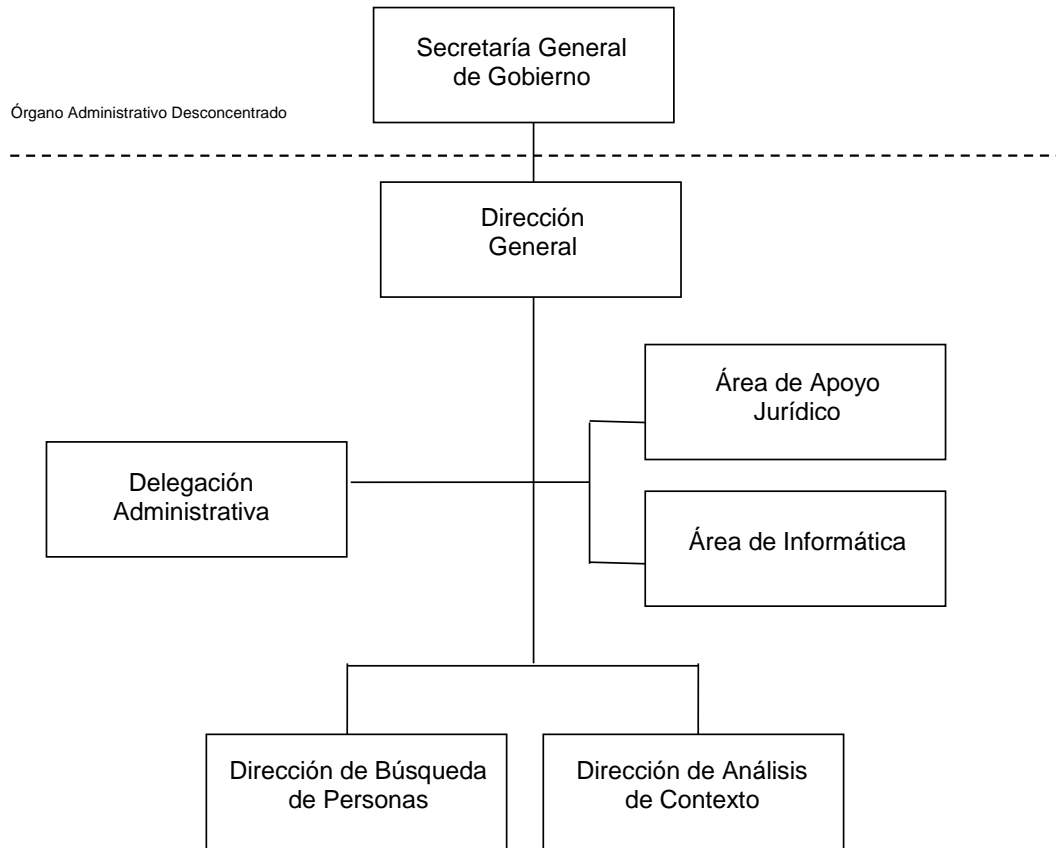 Secretaría General
de Gobierno
Órgano Administrativo Desconcentrado
Dirección
General
Área de Apoyo
Jurídico
Delegación
Administrativa
Área de Informática
Dirección de Búsqueda
de Personas
Dirección de Análisis
de Contexto